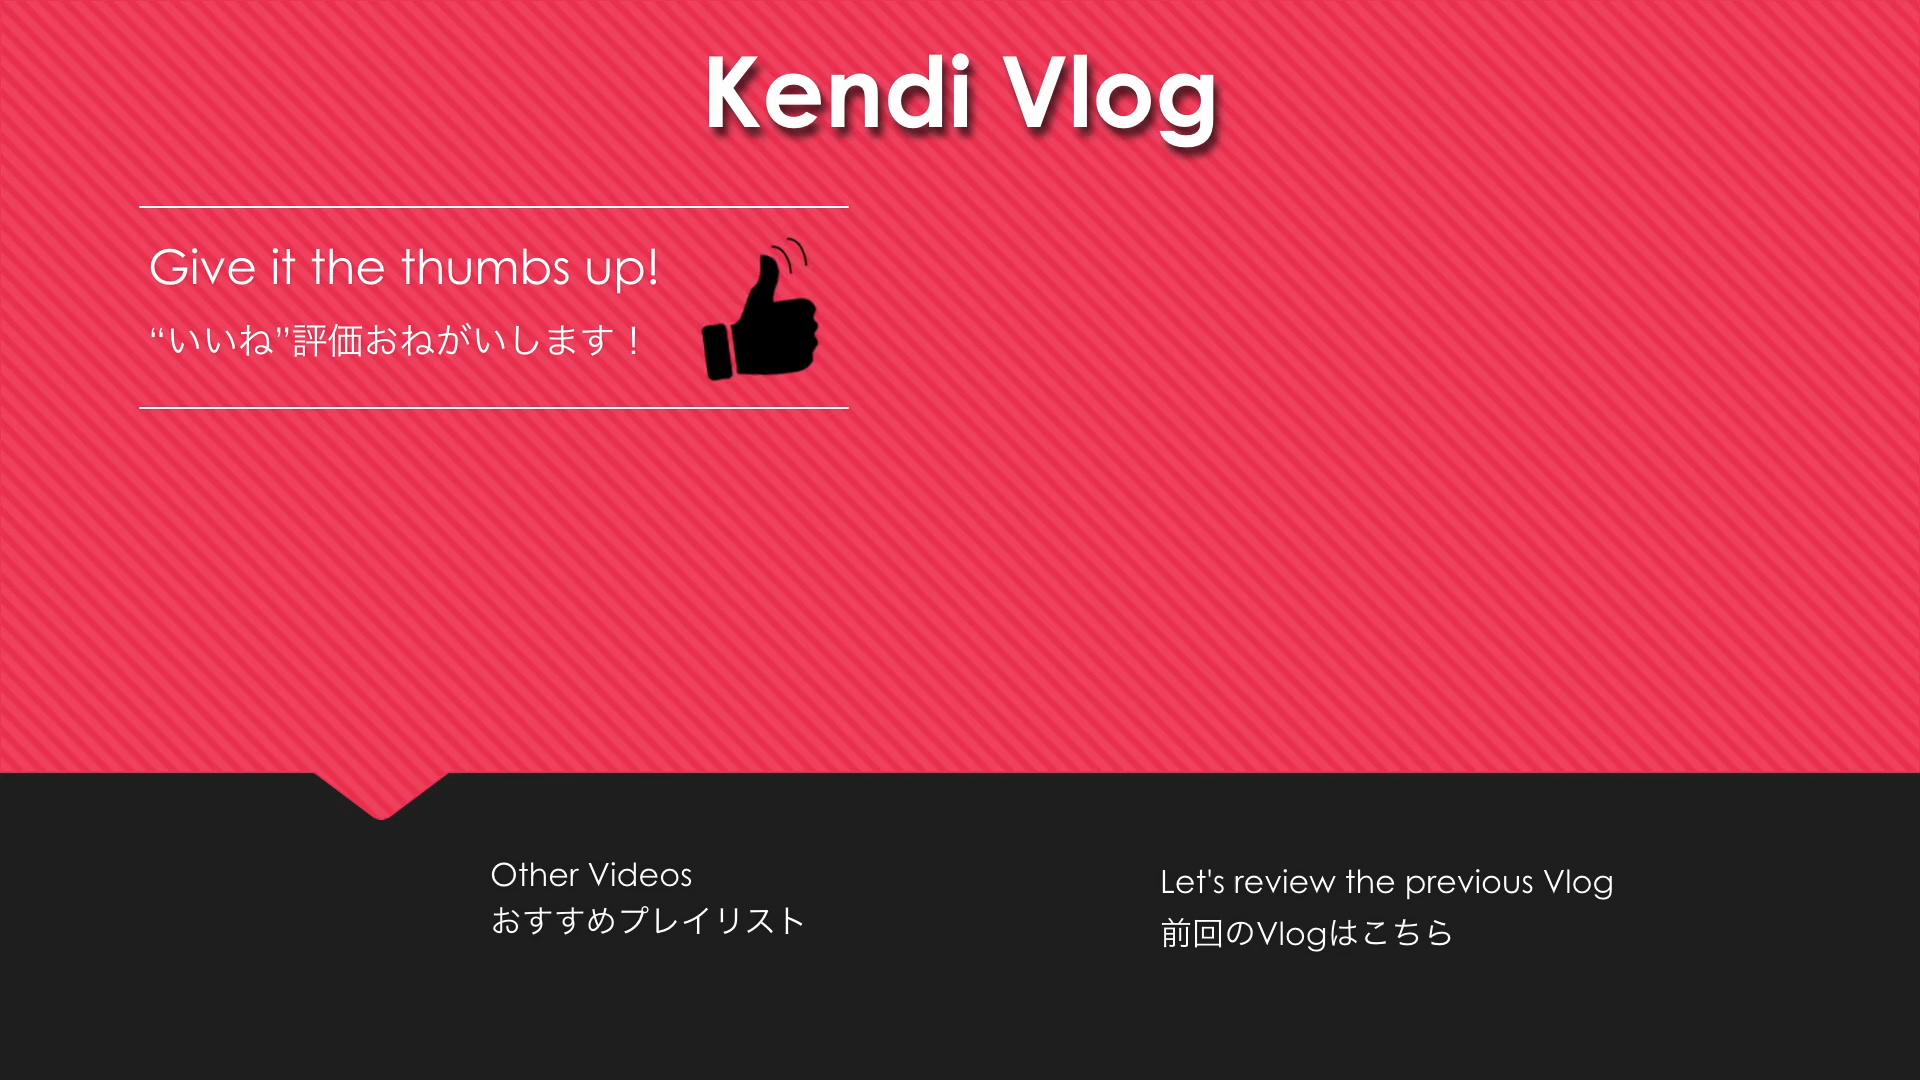 Kendi Vlog
Give it the thumbs up!
“いいね”評価おねがいします！
Other Videos
おすすめプレイリスト
Let's review the previous Vlog
前回のVlogはこちら